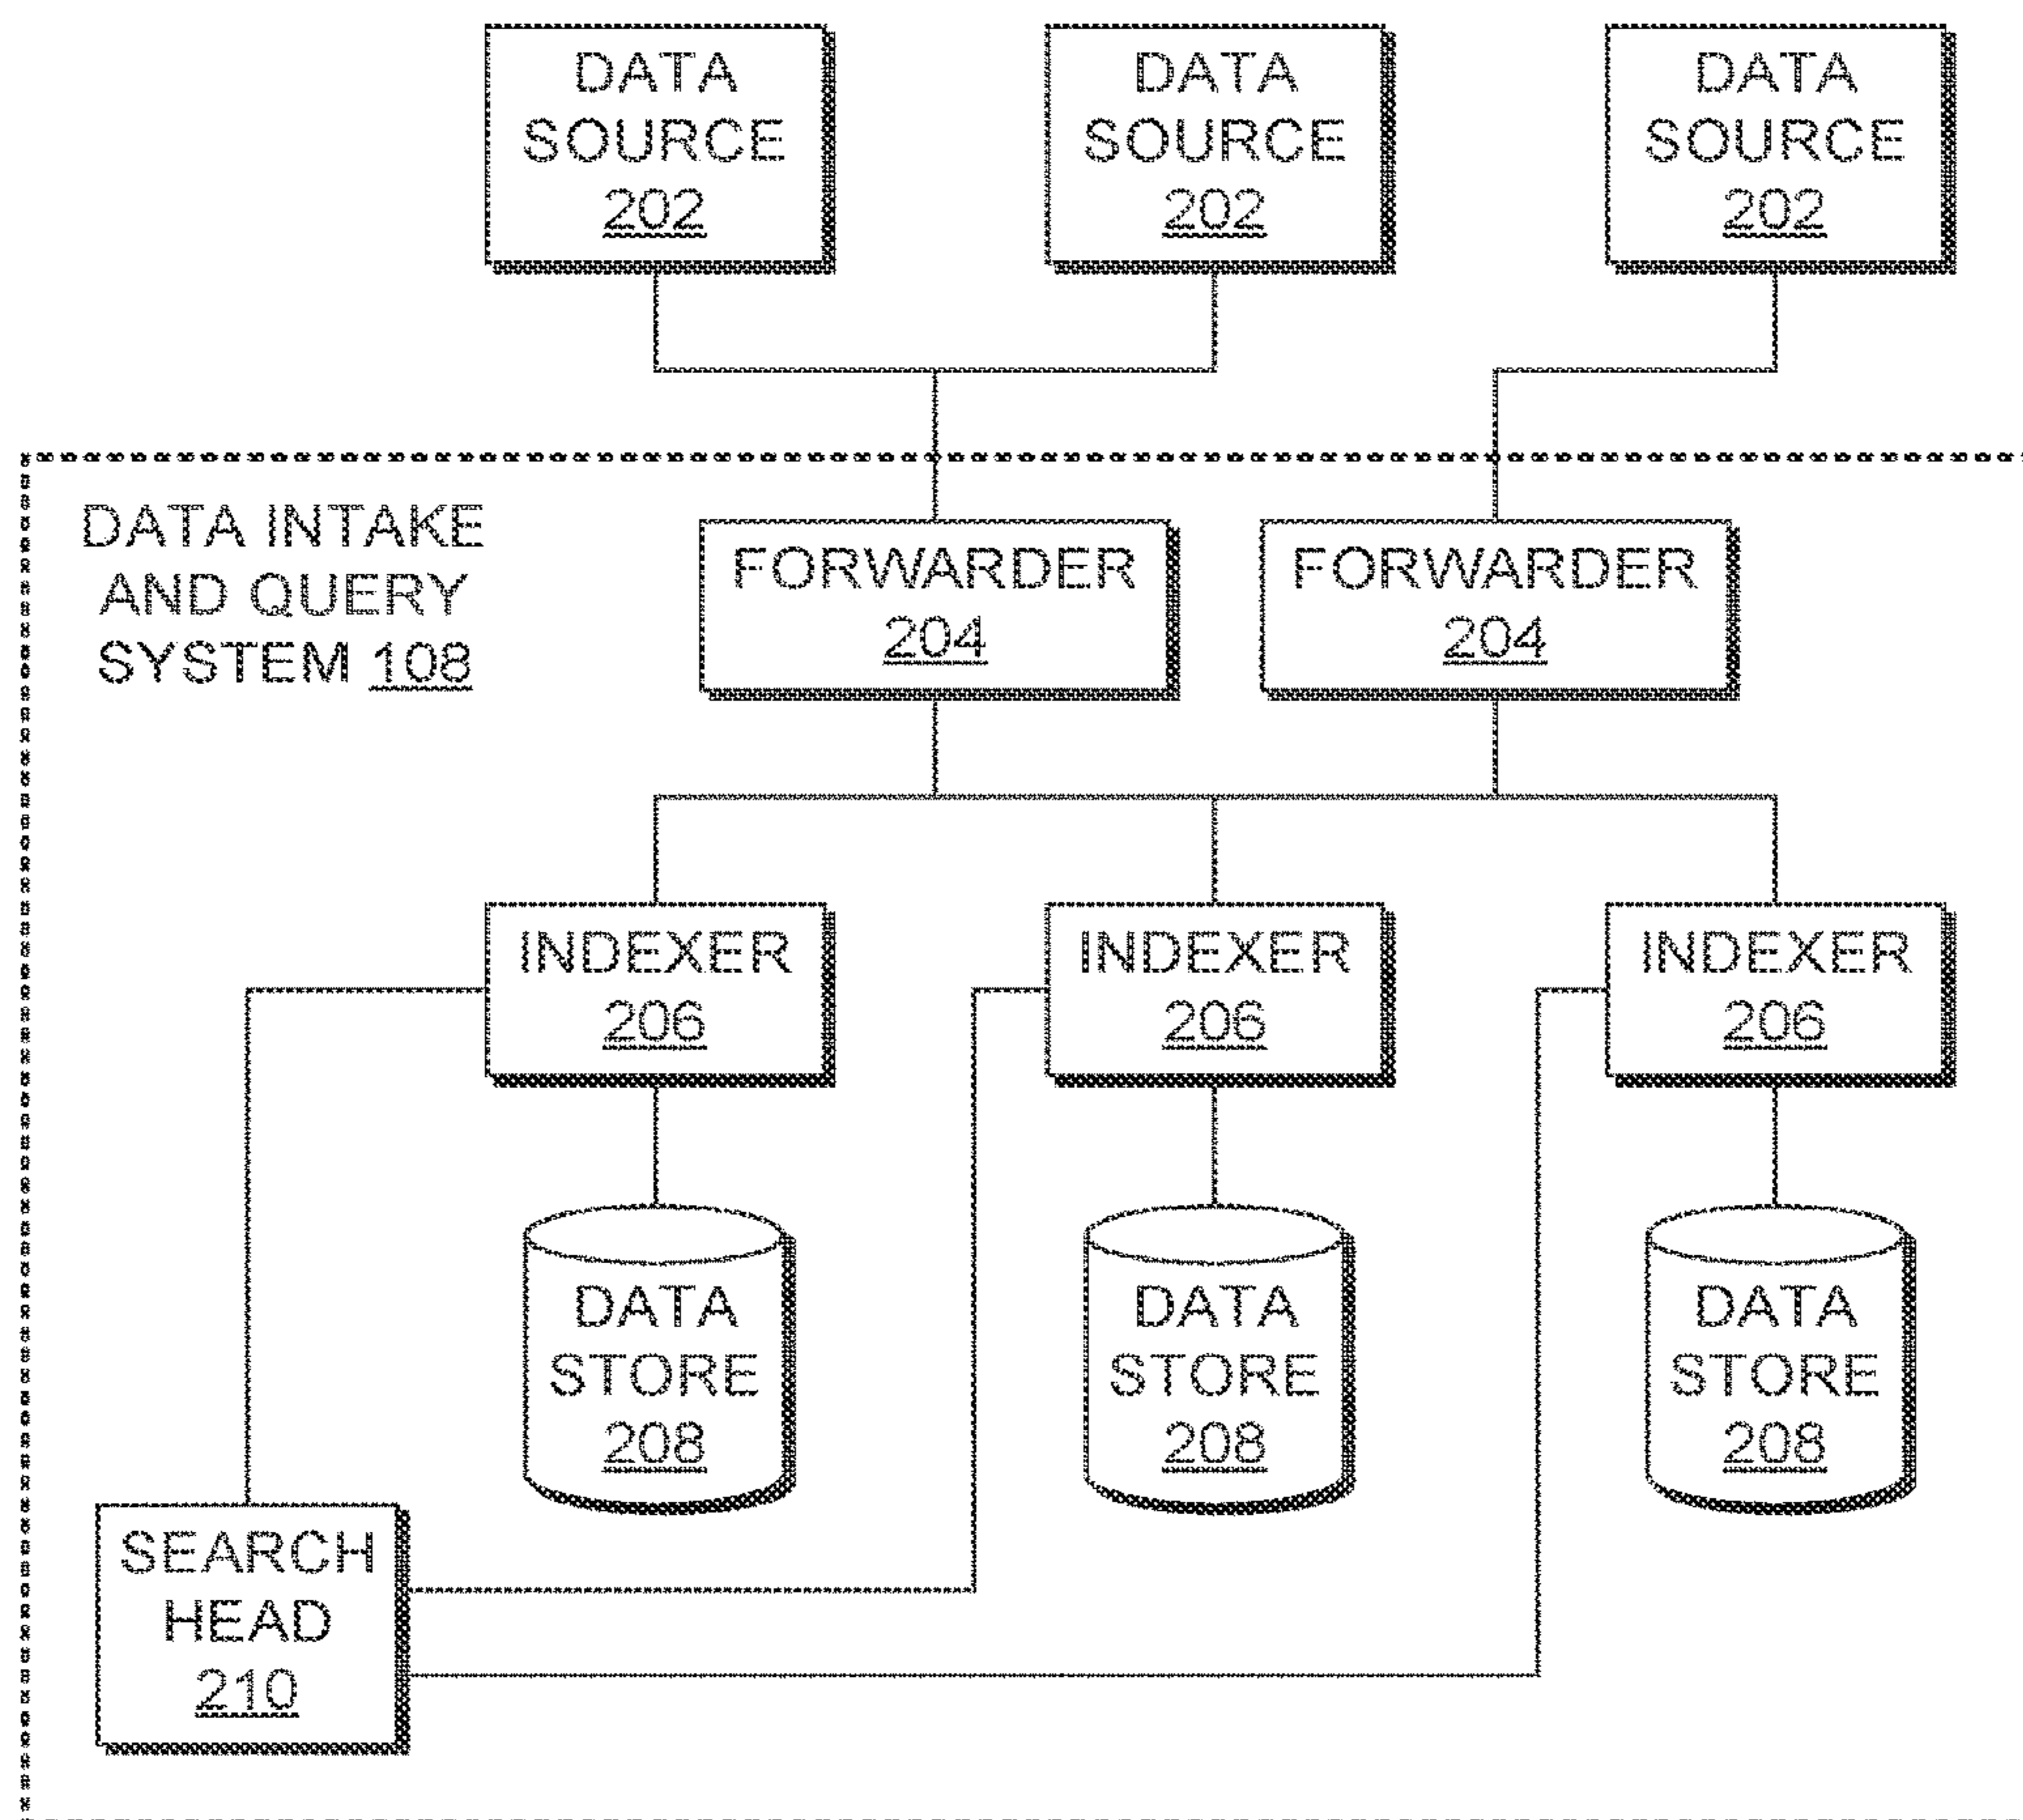 DATA
SOURCE
202
DATA
SOURCE
202
DATA
SOURCE
202
DATA INTAKE
AND QUERY
SYSTEM 108
FORWARDER
204
FORWARDER
204
INDEXER
206
INDEXER
206
INDEXER
206
DATA
STORE
208
DATA
STORE
208
DATA
STORE
208
SEARCH
HEAD
210